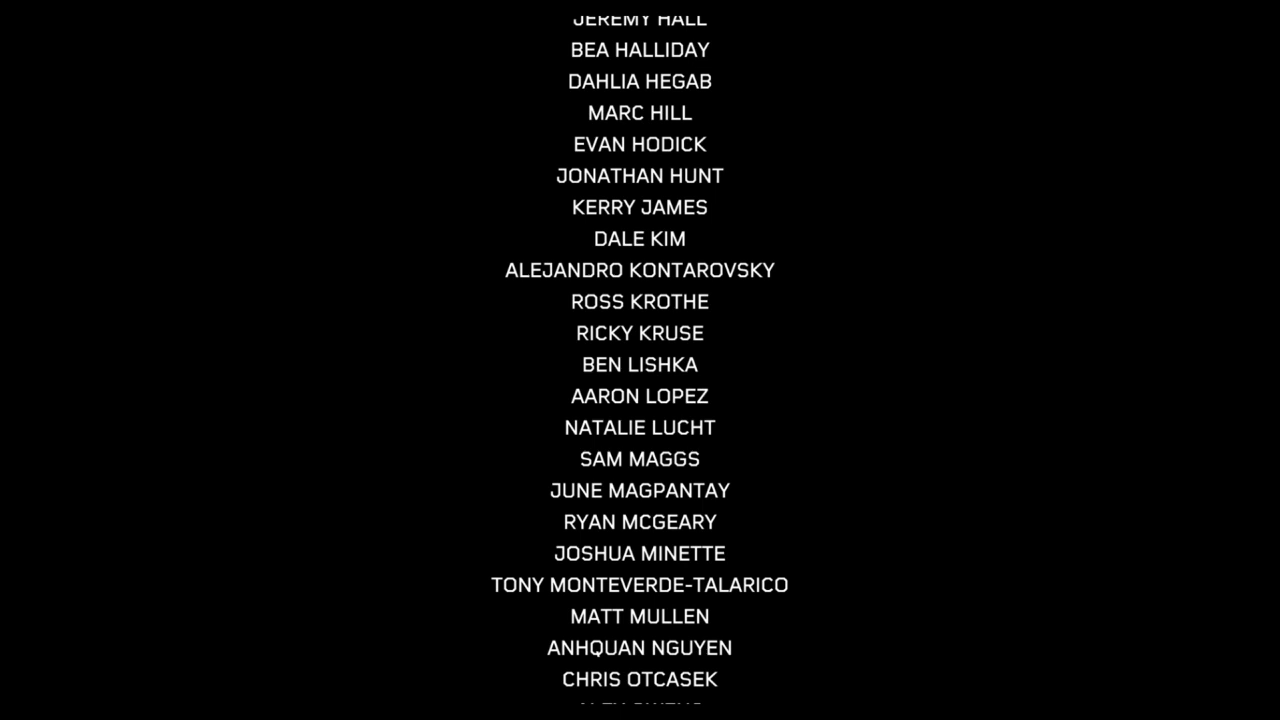 JEREMY HALL
BEA HALLIDAY
DAHLIA HEGAB
MARC HILL
EVAN HODICK
JONATHAN HUNT
KERRY JAMES
DALE KIM
ALEJANDRO KONTAROVSKY
ROSS KROTHE
RICKY KRUSE
BEN LISHKA
AARON LOPEZ
NATALIE LUCHT
SAM MAGGS
JUNE MAGPANTAY
RYAN MCGEARY
JOSHUA MINETTE
TONY MONTEVERDE-TALARICO
MATT MULLEN
ANHQUAN NGUYEN
CHRIS OTCASEK